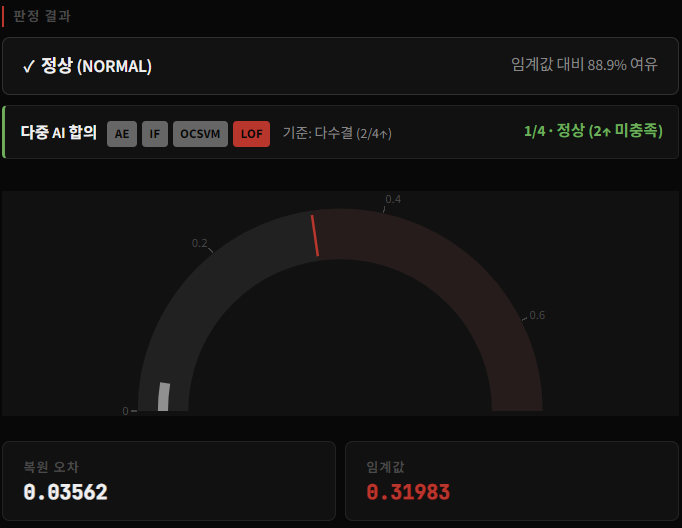 판정 결과
✓ 정상 (NORMAL)
임계값 대비 88.9% 여유
다중 AI 합의 AE IF OCSVM LOF 기준: 다수결 (2/4↑)
1/4 · 정상 (2↑ 미충족)
0.4
0.2
0.6
0
복원 오차
0.03562
임계값
0.31983